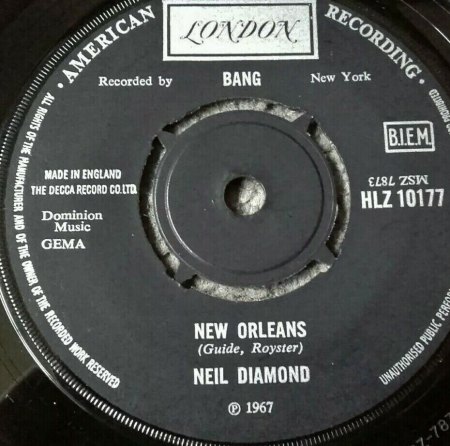 · AMERICAN
LONDON
RECORDING ·
Recorded by
BANG
New York
ALL RIGHTS OF THE MANUFACTURER AND OF THE OWNER OF THE RECORDED WORK RESERVED
PROHIBITED
UNAUTHORISED PUBLIC
B.I.E.M.
MSZ 7873
HLZ 10177
MADE IN ENGLAND
THE DECCA RECORD CO. LTD.
Dominion
Music
GEMA
NEW ORLEANS
(Guide, Royster)
NEIL DIAMOND
℗ 1967